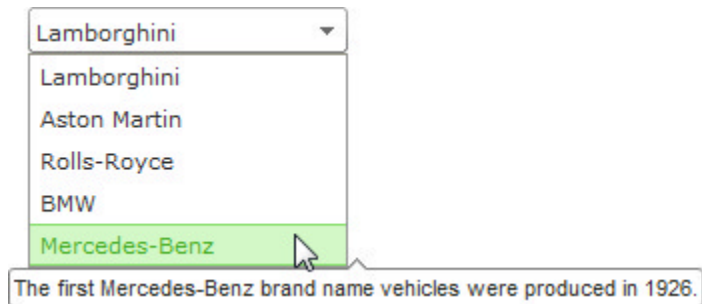 Lamborghini
Lamborghini
Aston Martin
Rolls-Royce
BMW
Mercedes-Benz
The first Mercedes-Benz brand name vehicles were produced in 1926.